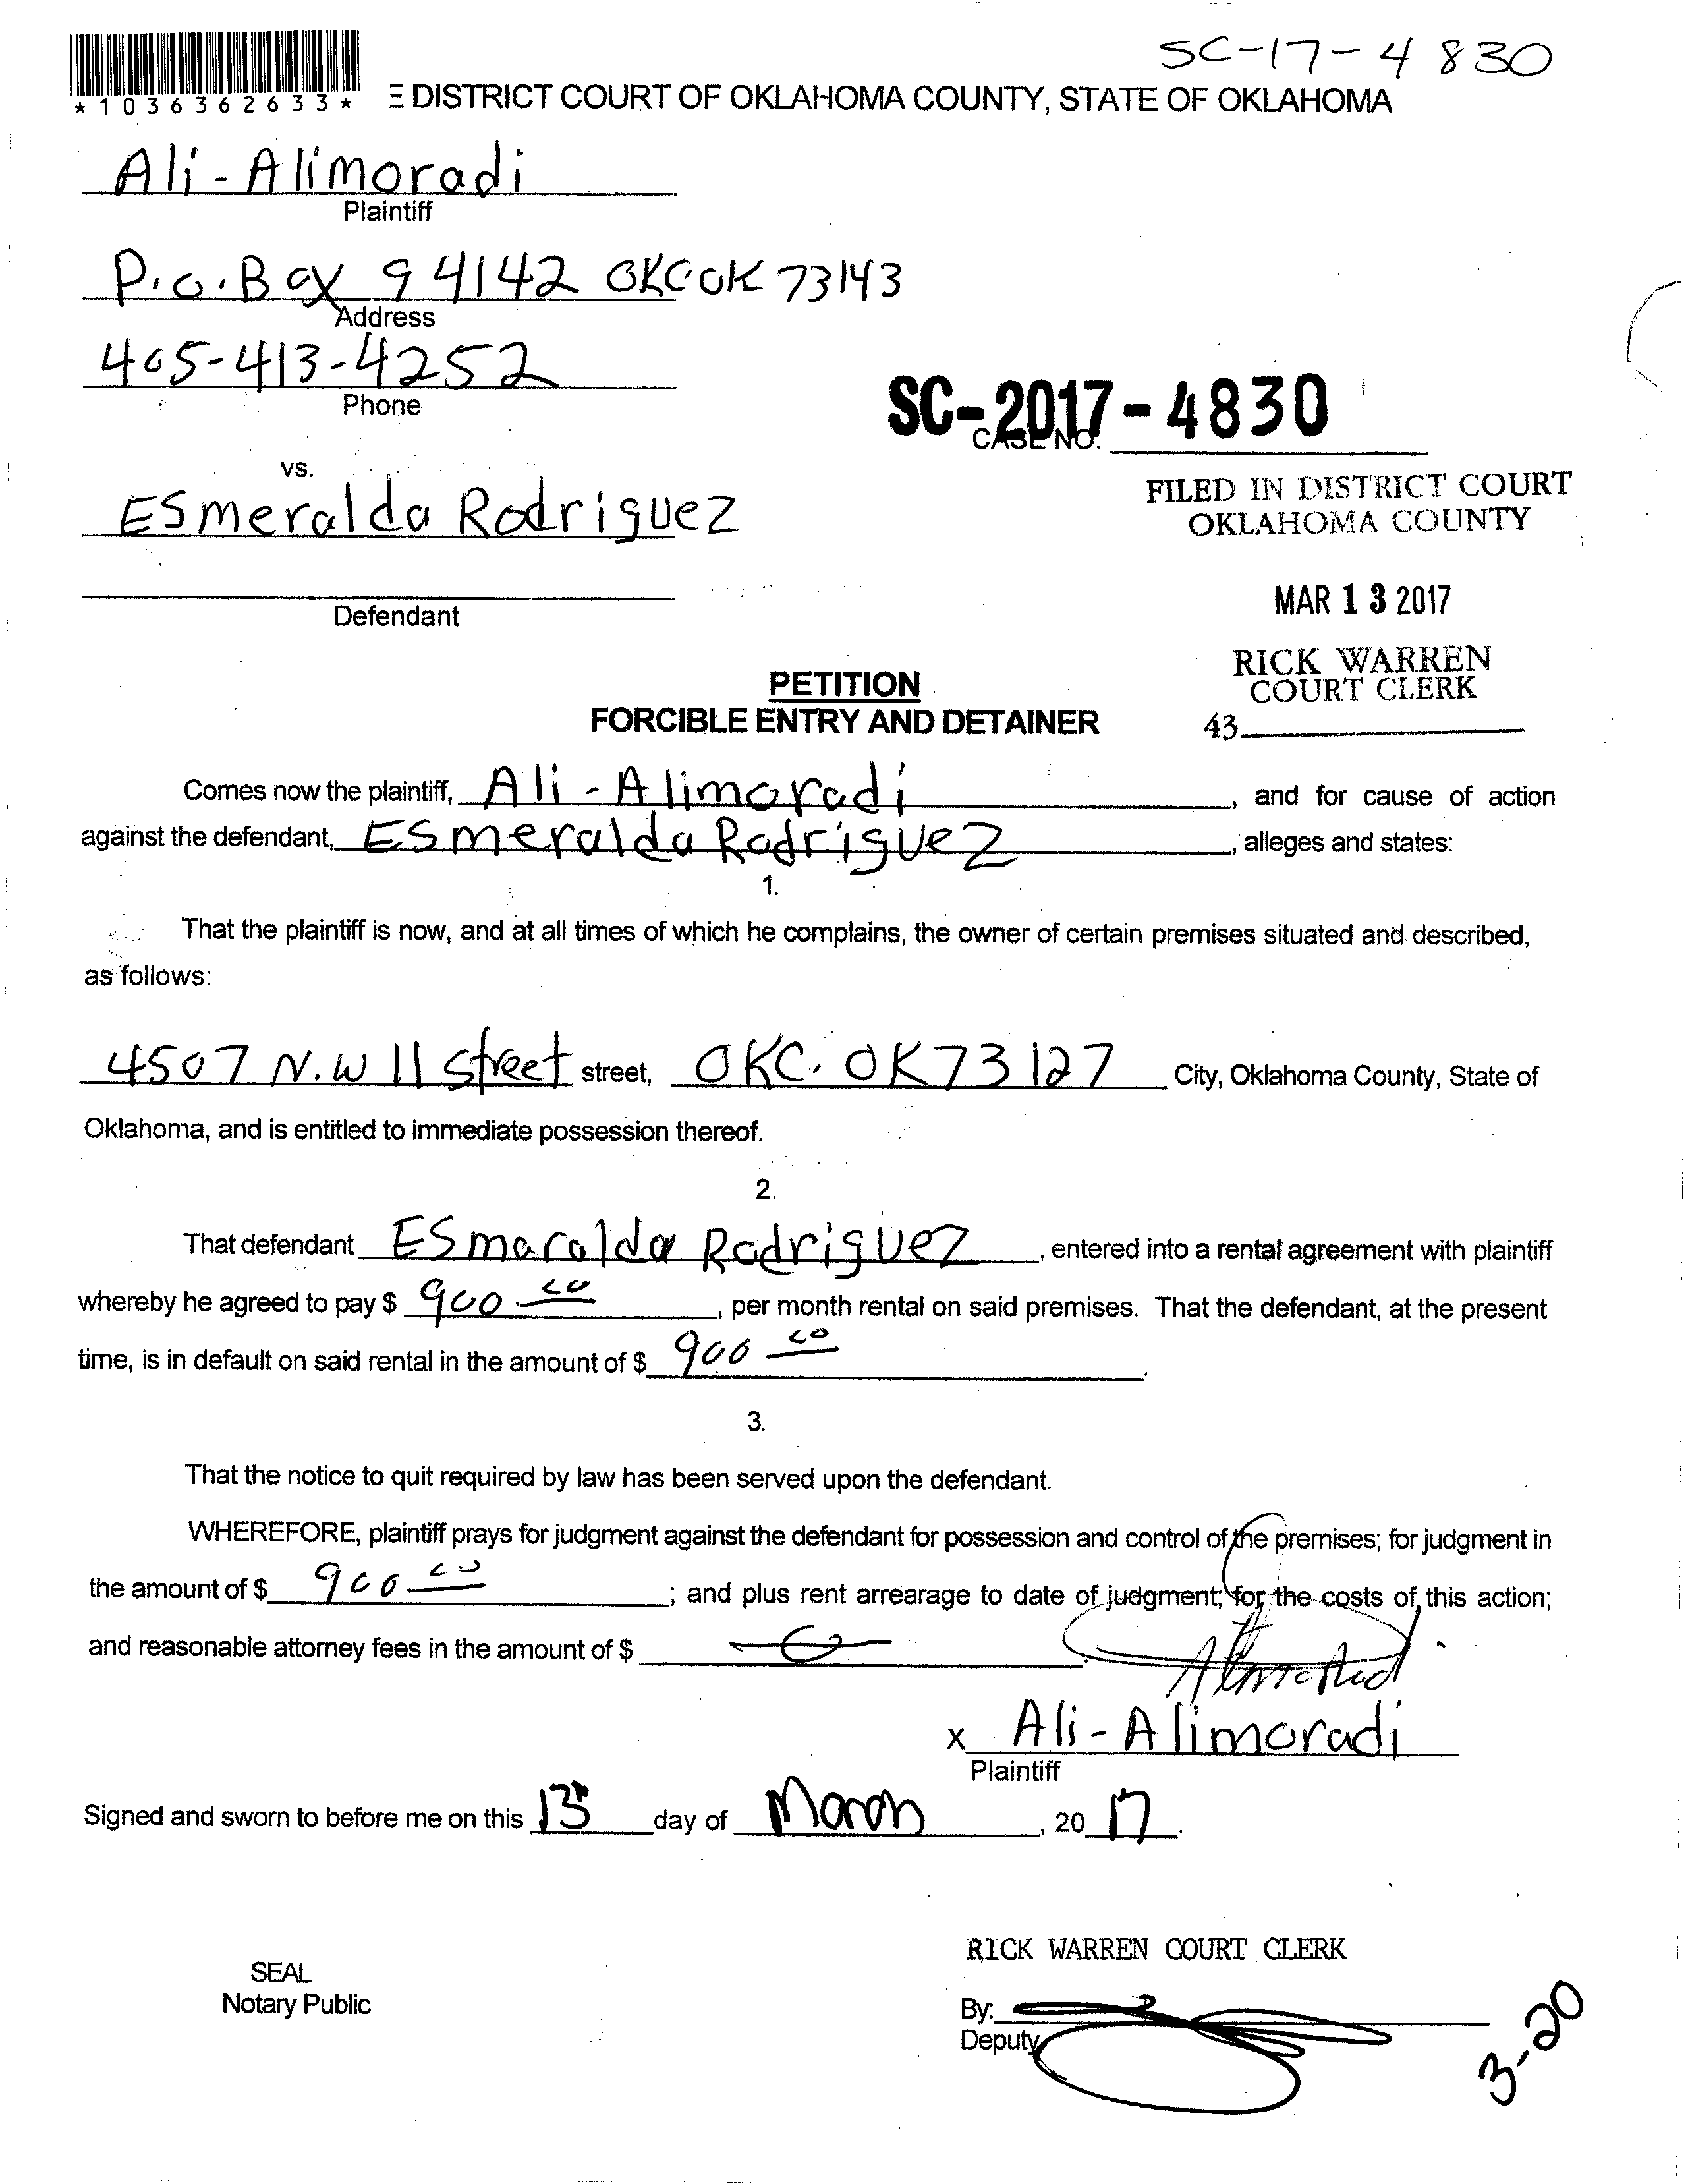 SC-17-4830
*1036362633*
E DISTRICT COURT OF OKLAHOMA COUNTY, STATE OF OKLAHOMA
Ali-Alimoradi
Plaintiff
P.O.Box 94142 OKC OK 73143
Address
405-413-4252
Phone
SC-2017-4830
CASE NO.
vs.
ESmeralda Rodriguez
FILED IN DISTRICT COURT
OKLAHOMA COUNTY
Defendant
MAR 13 2017
RICK WARREN
COURT CLERK
43
PETITION
FORCIBLE ENTRY AND DETAINER
Comes now the plaintiff, Ali-Alimoradi, and for cause of action
against the defendant, ESmeralda Rodriguez, alleges and states:
1.
That the plaintiff is now, and at all times of which he complains, the owner of certain premises situated and described,
as follows:
4507 N.W 11 street street, OKC. OK 73127 City, Oklahoma County, State of
Oklahoma, and is entitled to immediate possession thereof.
2.
That defendant ESmaralda Rodriguez, entered into a rental agreement with plaintiff
whereby he agreed to pay $ 900 00, per month rental on said premises. That the defendant, at the present
time, is in default on said rental in the amount of $ 900 00.
3.
That the notice to quit required by law has been served upon the defendant.
WHEREFORE, plaintiff prays for judgment against the defendant for possession and control of the premises; for judgment in
the amount of $ 900 00; and plus rent arrearage to date of judgment; for the costs of this action;
and reasonable attorney fees in the amount of $ 0.
x Ali-Alimoradi
Plaintiff
Signed and sworn to before me on this 13 day of March, 2017.
RICK WARREN COURT CLERK
SEAL
Notary Public
By:
Deputy
3-20